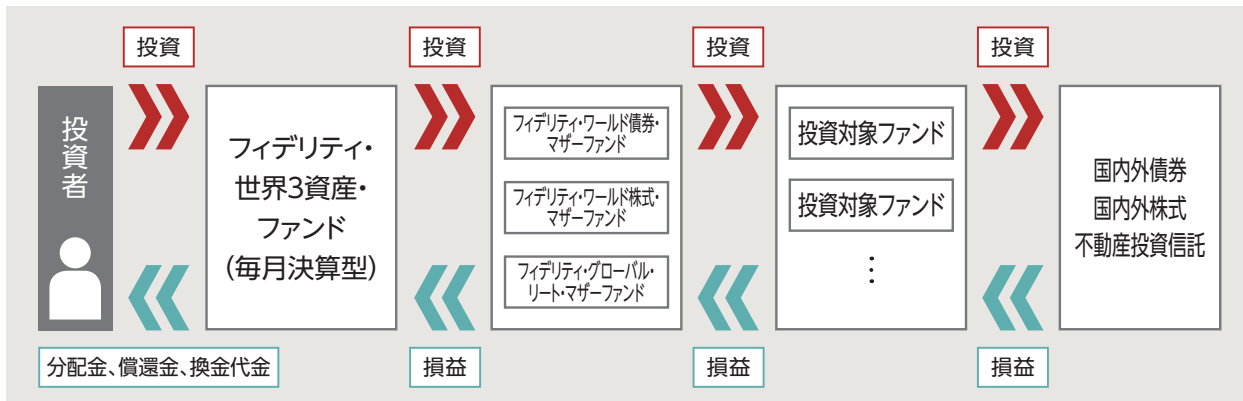 投資
投資
投資
投資
投資者
フィデリティ・
世界3資産・
ファンド
(毎月決算型)
フィデリティ・ワールド債券・
マザーファンド
フィデリティ・ワールド株式・
マザーファンド
フィデリティ・グローバル・
リート・マザーファンド
投資対象ファンド
投資対象ファンド
⋮
国内外債券
国内外株式
不動産投資信託
分配金、償還金、換金代金
損益
損益
損益